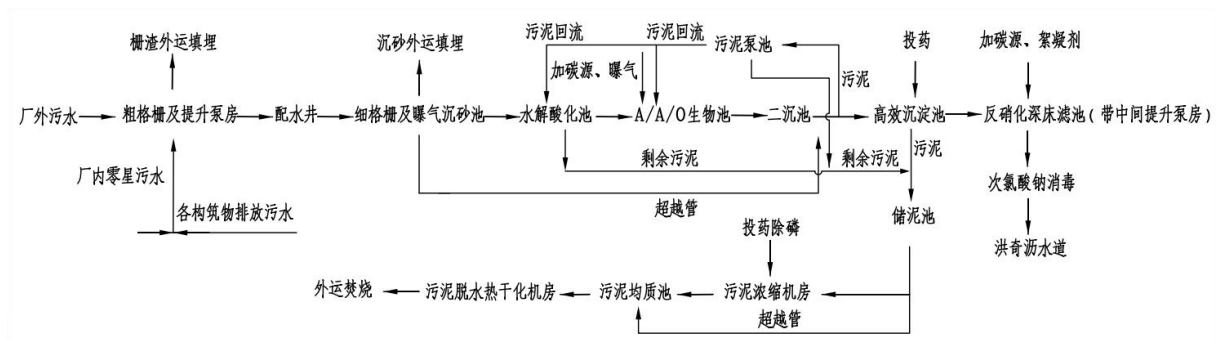 栅渣外运填埋
沉砂外运填埋
污泥回流
污泥回流
污泥泵池
投药
加碳源、絮凝剂
加碳源、曝气
污泥
厂外污水
粗格栅及提升泵房
配水井
细格栅及曝气沉砂池
水解酸化池
A/A/O生物池
二沉池
高效沉淀池
反硝化深床滤池(带中间提升泵房)
污泥
剩余污泥
剩余污泥
厂内零星污水
次氯酸钠消毒
超越管
储泥池
各构筑物排放污水
投药除磷
洪奇沥水道
外运焚烧
污泥脱水热干化机房
污泥均质池
污泥浓缩机房
超越管